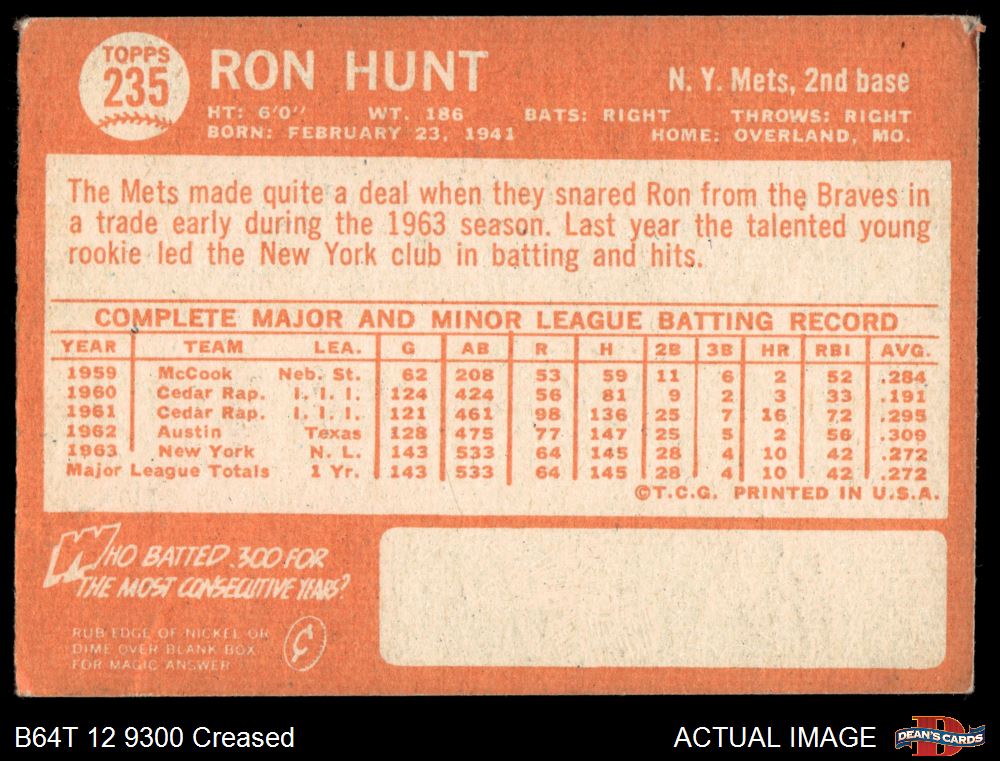 TOPPS
235
RON HUNT
N. Y. Mets, 2nd base
HT: 6'0" WT. 186 BATS: RIGHT THROWS: RIGHT
BORN: FEBRUARY 23, 1941 HOME: OVERLAND, MO.
The Mets made quite a deal when they snared Ron from the Braves in
a trade early during the 1963 season. Last year the talented young
rookie led the New York club in batting and hits.
COMPLETE MAJOR AND MINOR LEAGUE BATTING RECORD
YEAR TEAM LEA. G AB R H 2B 3B HR RBI AVG.
1959 McCook Neb. St. 62 208 53 59 11 6 2 52 .284
1960 Cedar Rap. I. I. I. 124 424 56 81 9 2 3 33 .191
1961 Cedar Rap. I. I. I. 121 461 98 136 25 7 16 72 .295
1962 Austin Texas 128 475 77 147 25 5 2 56 .309
1963 New York N. L. 143 533 64 145 28 4 10 42 .272
Major League Totals 1 Yr. 143 533 64 145 28 4 10 42 .272
©T.C.G. PRINTED IN U.S.A.
WHO BATTED .300 FOR
THE MOST CONSECUTIVE YEARS?
RUB EDGE OF NICKEL OR
DIME OVER BLANK BOX
FOR MAGIC ANSWER
¢
B64T 12 9300 Creased
ACTUAL IMAGE
DEAN'S CARDS